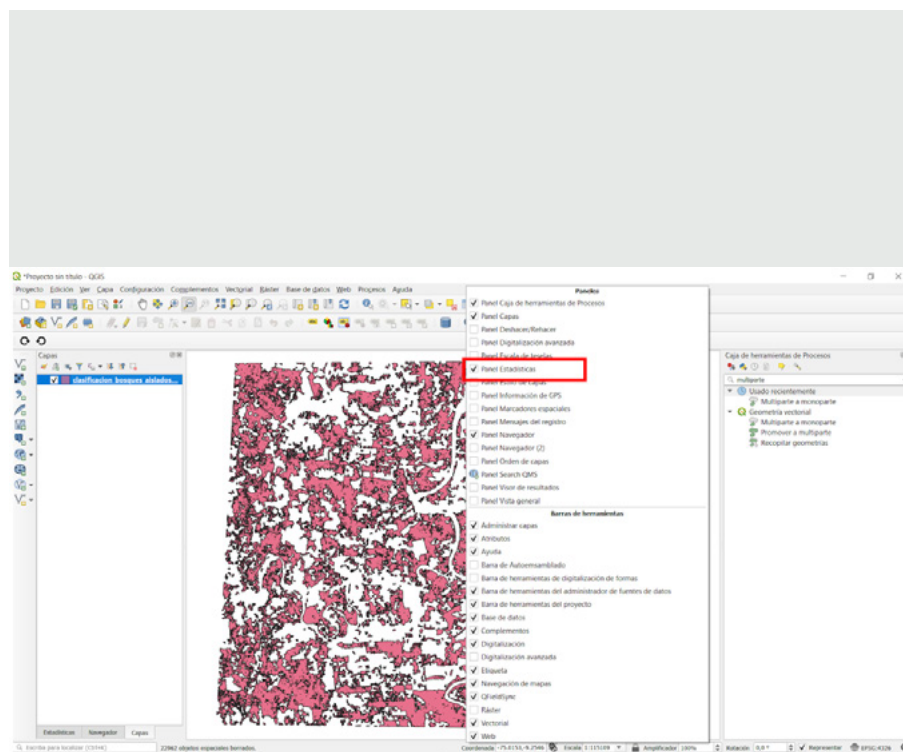 *Proyecto sin título - QGIS
Proyecto Edición Ver Capa Configuración Complementos Vectorial Ráster Base de datos Web Procesos Ayuda
Capas
clasificasion_bosques_aislados...
Paneles
Panel Caja de herramientas de Procesos
Panel Capas
Panel Deshacer/Rehacer
Panel Digitalización avanzada
Panel Escala de teselas
Panel Estadísticas
Panel Estilo de capas
Panel Información de GPS
Panel Marcadores espaciales
Panel Mensajes del registro
Panel Navegador
Panel Navegador (2)
Panel Orden de capas
Panel Search QMS
Panel Visor de resultados
Panel Vista general
Barras de herramientas
Administrar capas
Atributos
Ayuda
Barra de Autoensamblado
Barra de herramientas de digitalización de formas
Barra de herramientas del administrador de fuentes de datos
Barra de herramientas del proyecto
Base de datos
Complementos
Digitalización
Digitalización avanzada
Etiqueta
Navegación de mapas
QFieldSync
Ráster
Vectorial
Web
Caja de herramientas de Procesos
multiparte
Usado recientemente
Multiparte a monoparte
Geometría vectorial
Multiparte a monoparte
Promover a multiparte
Recopilar geometrías
Estadísticas Navegador Capas
Escriba para localizar (Ctrl+K) 22962 objetos espaciales borrados. Coordenada -75.0153,-9.2546 Escala 1:115109 Amplificador 100% Rotación 0,0 ° Representar EPSG:4326